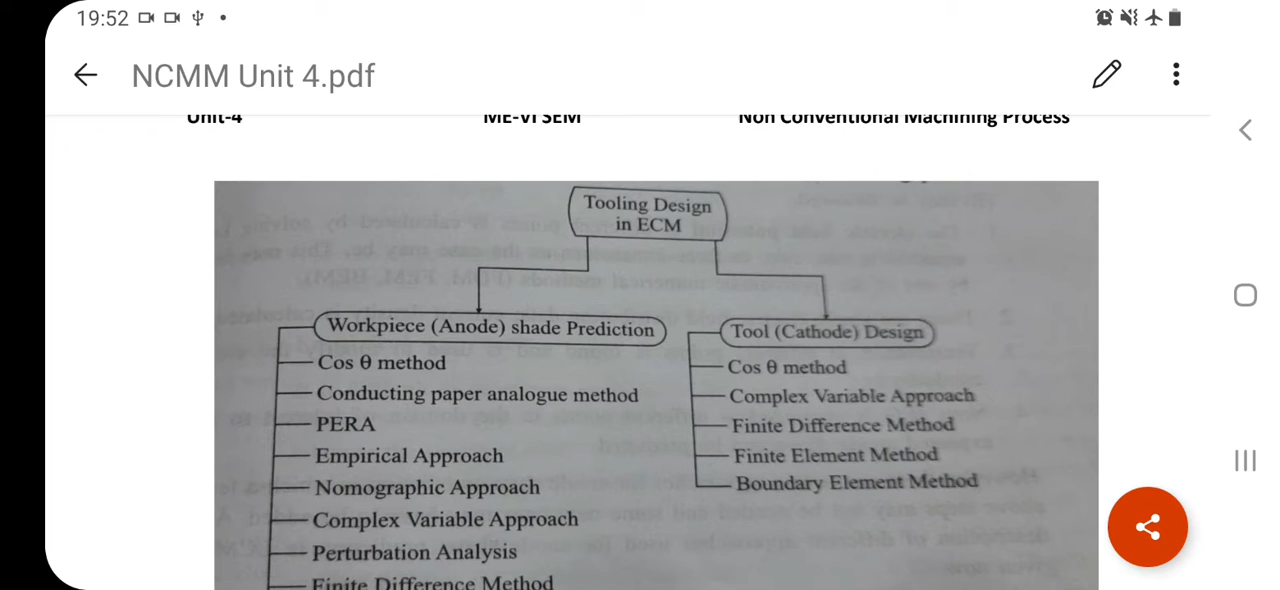 19:52
NCMM Unit 4.pdf
Unit-4 ME-VI SEM Non Conventional Machining Process
Tooling Design
in ECM
Workpiece (Anode) shade Prediction
Cos θ method
Conducting paper analogue method
PERA
Empirical Approach
Nomographic Approach
Complex Variable Approach
Perturbation Analysis
Finite Difference Method
Tool (Cathode) Design
Cos θ method
Complex Variable Approach
Finite Difference Method
Finite Element Method
Boundary Element Method